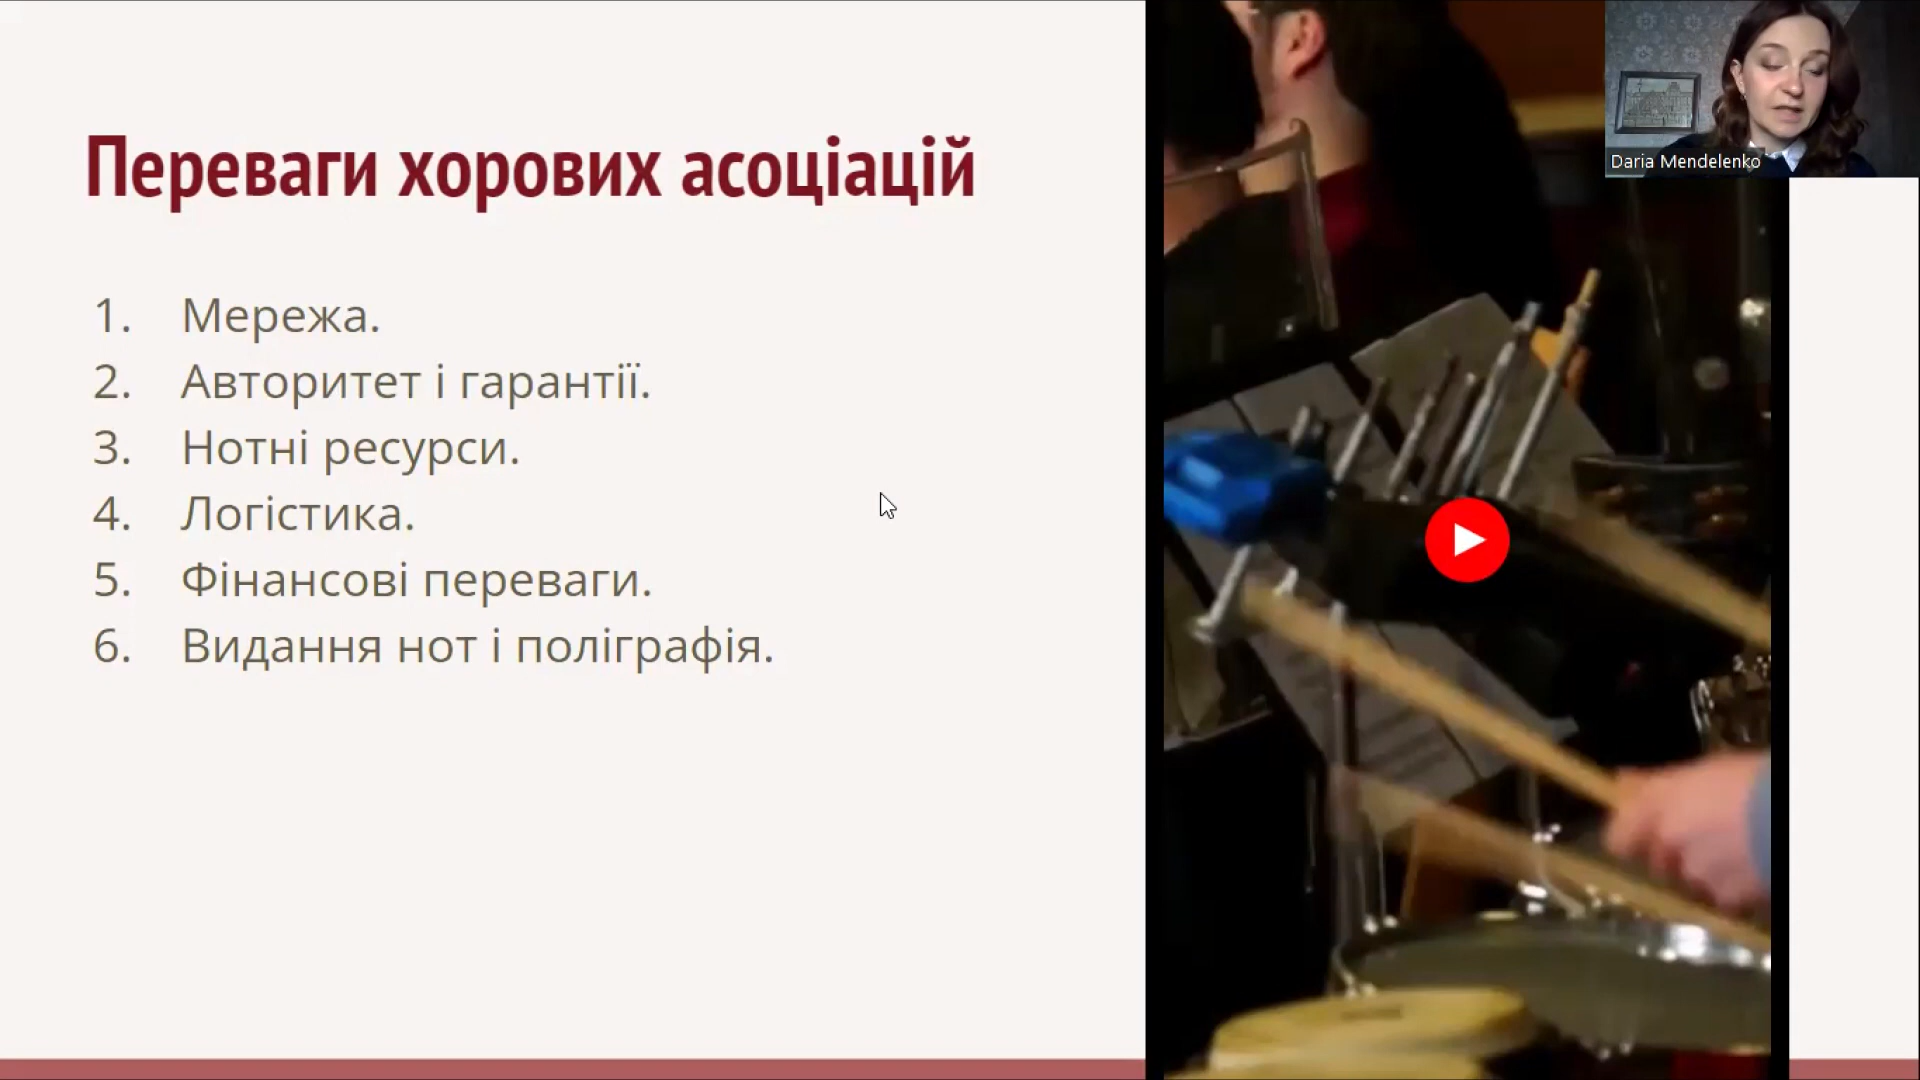 Переваги хорових асоціацій
1. Мережа.
2. Авторитет і гарантії.
3. Нотні ресурси.
4. Логістика.
5. Фінансові переваги.
6. Видання нот і поліграфія.
Daria Mendelenko